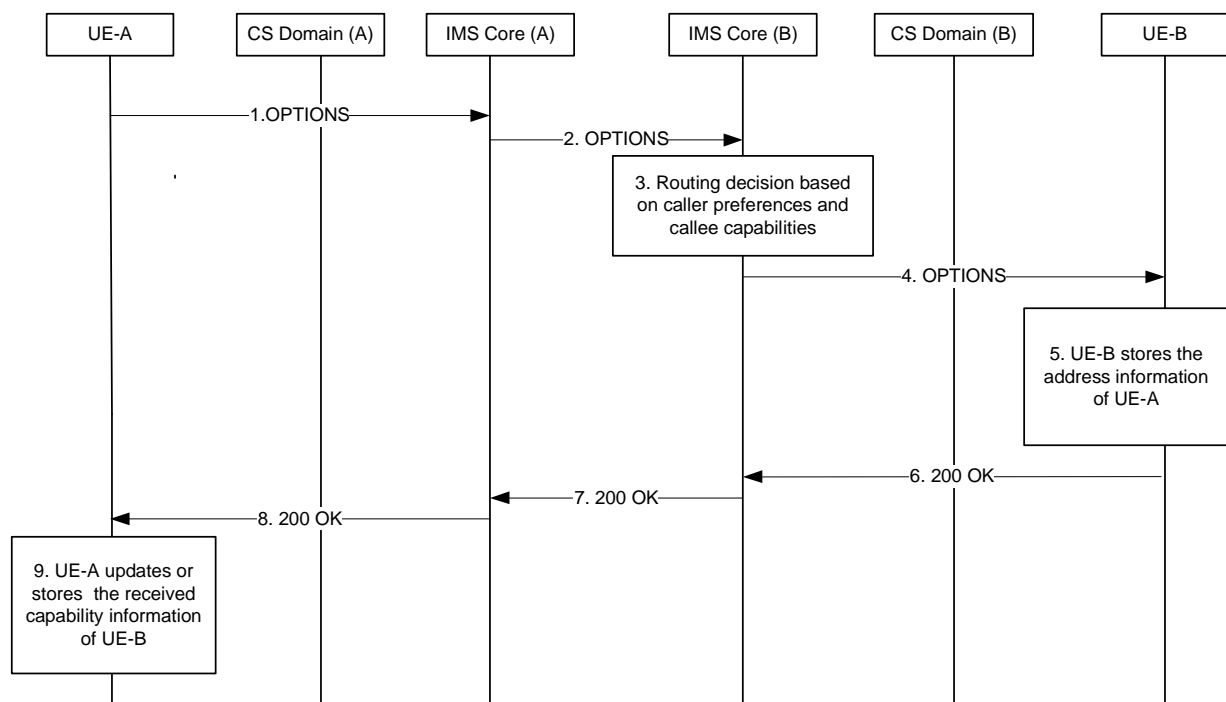 UE-A
CS Domain (A)
IMS Core (A)
IMS Core (B)
CS Domain (B)
UE-B
1.OPTIONS
2. OPTIONS
3. Routing decision based
on caller preferences and
callee capabilities
4. OPTIONS
5. UE-B stores the
address information
of UE-A
6. 200 OK
7. 200 OK
8. 200 OK
9. UE-A updates or
stores the received
capability information
of UE-B